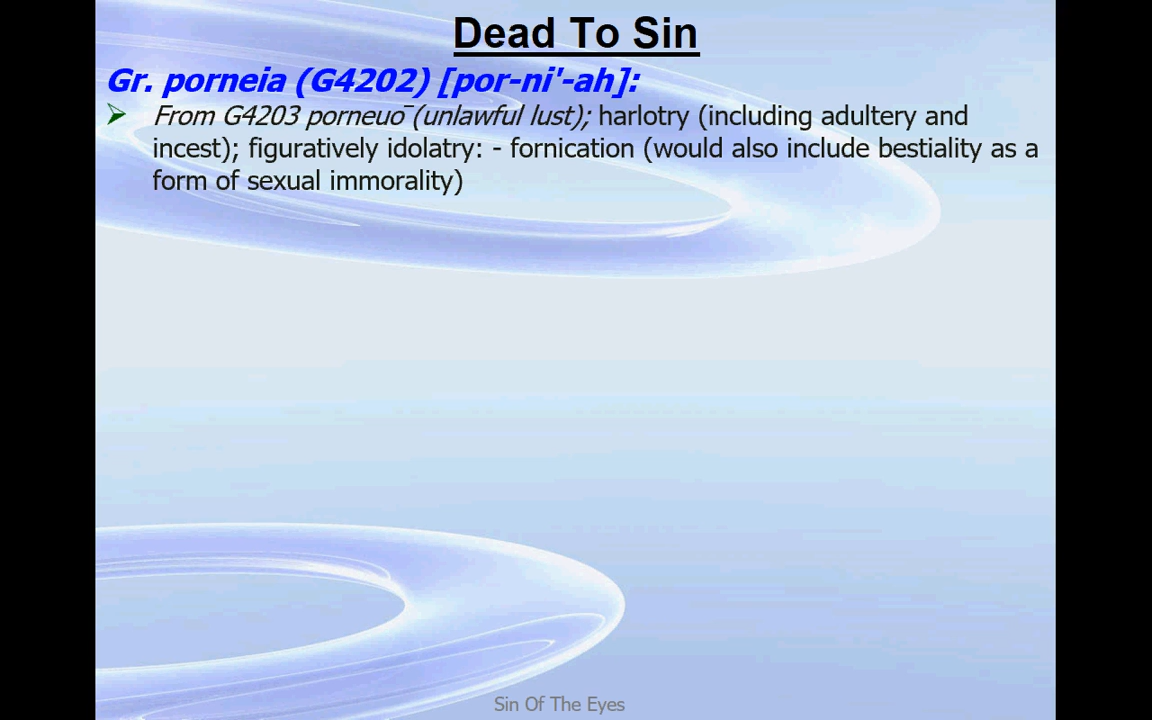 Dead To Sin
Gr. porneia (G4202) [por-ni'-ah]:
From G4203 porneuō (unlawful lust); harlotry (including adultery and
incest); figuratively idolatry: - fornication (would also include bestiality as a
form of sexual immorality)
Sin Of The Eyes